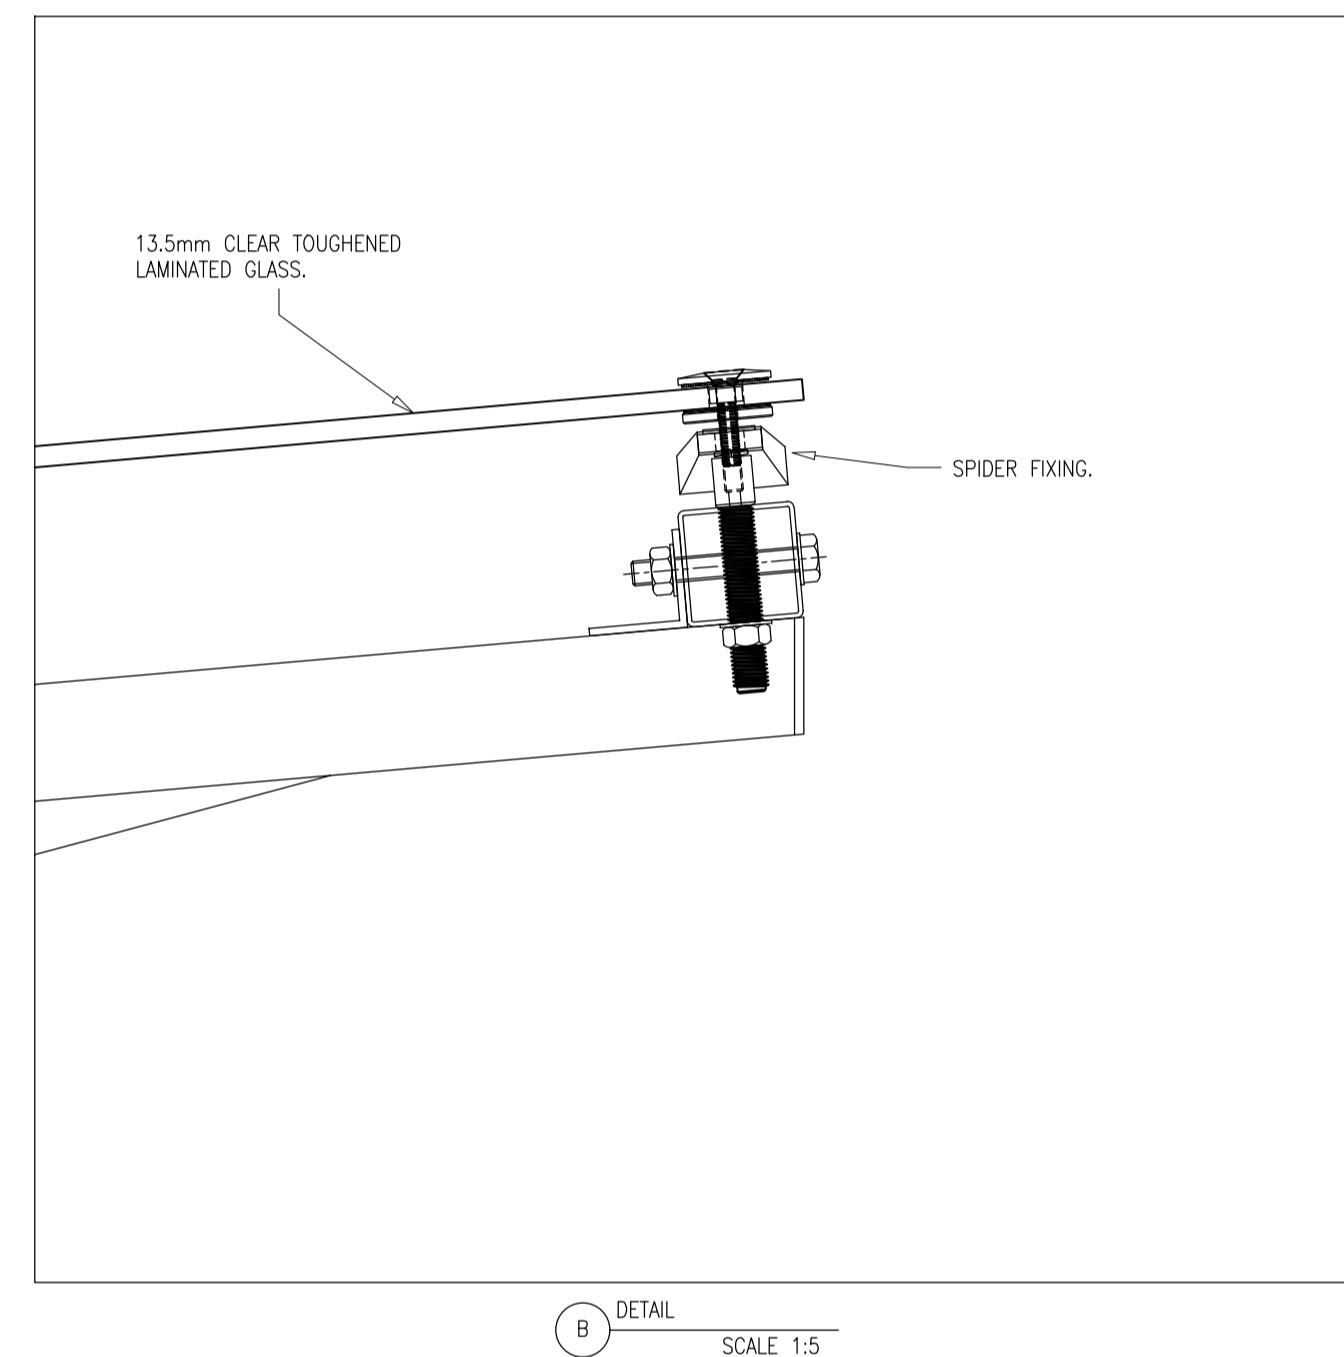 13.5mm CLEAR TOUGHENED
LAMINATED GLASS.
SPIDER FIXING.
B
DETAIL
SCALE 1:5